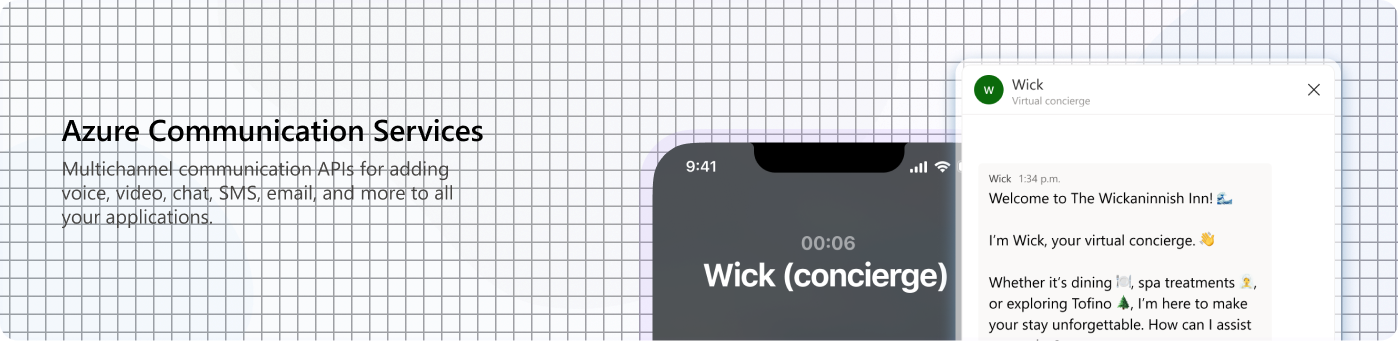 Azure Communication Services
Multichannel communication APIs for adding
voice, video, chat, SMS, email, and more to all
your applications.
9:41
00:06
Wick (concierge)
W
Wick
Virtual concierge
Wick 1:34 p.m.
Welcome to The Wickaninnish Inn! 🌊
I'm Wick, your virtual concierge. 👋
Whether it's dining 🍽️, spa treatments 💆,
or exploring Tofino 🌲, I'm here to make
your stay unforgettable. How can I assist